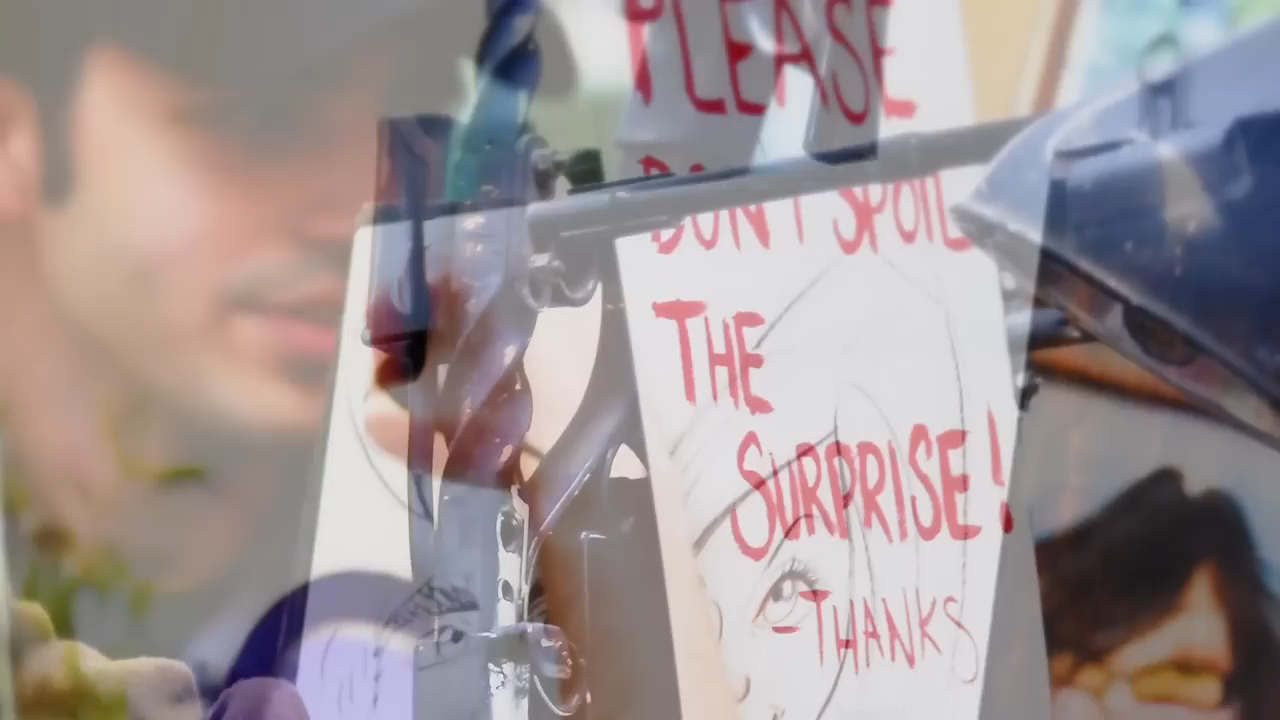 PLEASE
DON'T SPOIL
THE
SURPRISE!
-THANKS